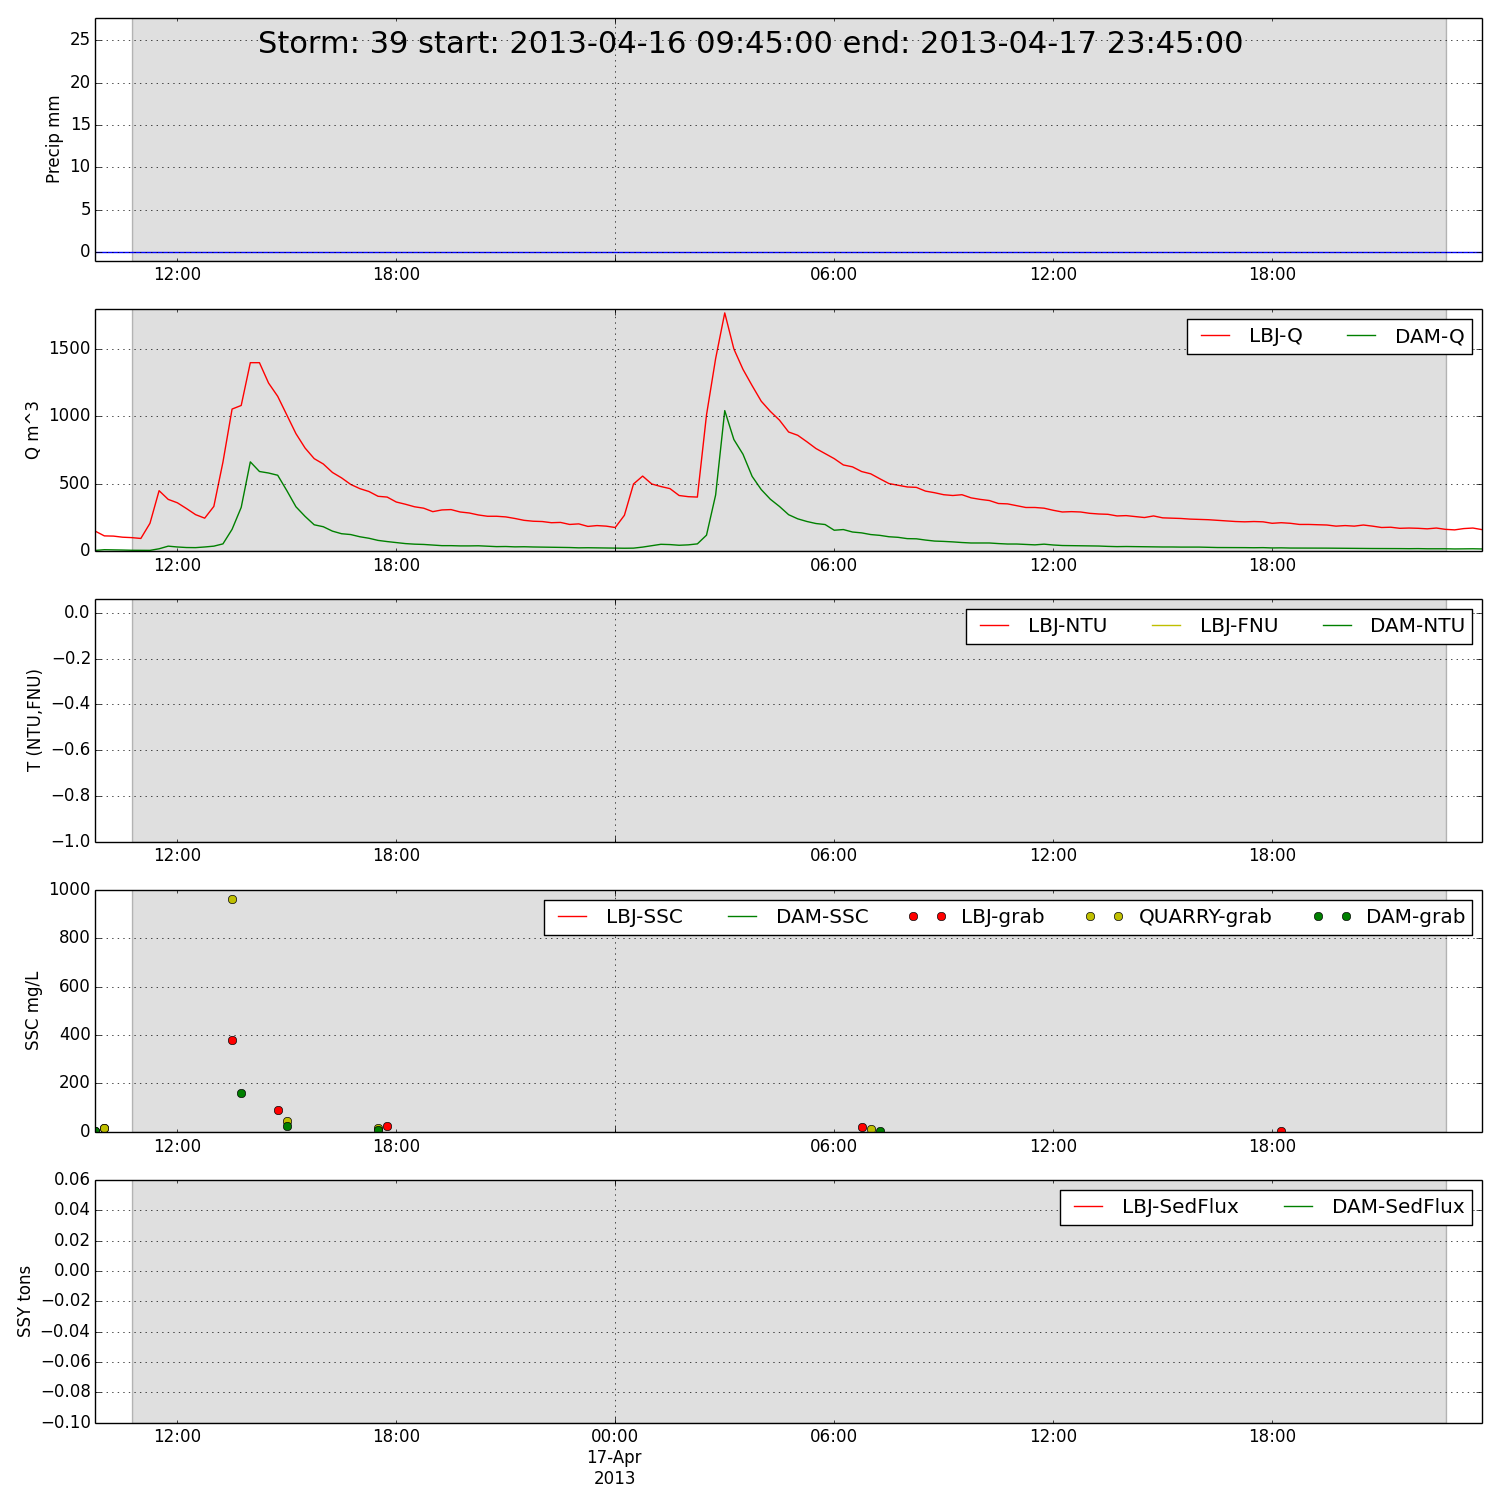 Storm: 39 start: 2013-04-16 09:45:00 end: 2013-04-17 23:45:00
Precip mm
25
20
15
10
5
0
12:00 18:00 06:00 12:00 18:00
LBJ-Q DAM-Q
Q m^3
1500
1000
500
0
12:00 18:00 06:00 12:00 18:00
LBJ-NTU LBJ-FNU DAM-NTU
T (NTU,FNU)
0.0
−0.2
−0.4
−0.6
−0.8
−1.0
12:00 18:00 06:00 12:00 18:00
LBJ-SSC DAM-SSC LBJ-grab QUARRY-grab DAM-grab
SSC mg/L
1000
800
600
400
200
0
12:00 18:00 06:00 12:00 18:00
LBJ-SedFlux DAM-SedFlux
SSY tons
0.06
0.04
0.02
0.00
−0.02
−0.04
−0.06
−0.08
−0.10
12:00 18:00 00:00 06:00 12:00 18:00
17-Apr
2013